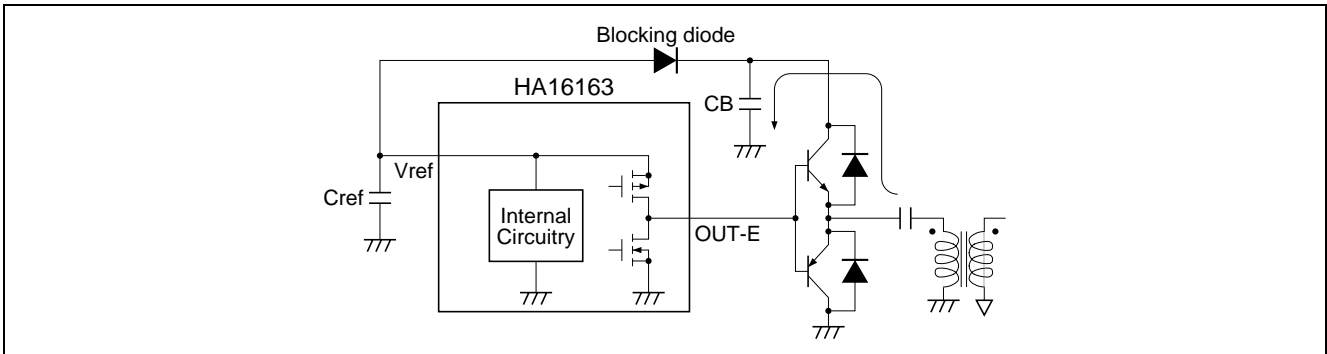 Blocking diode
HA16163
CB
Vref
Cref
Internal
Circuitry
OUT-E